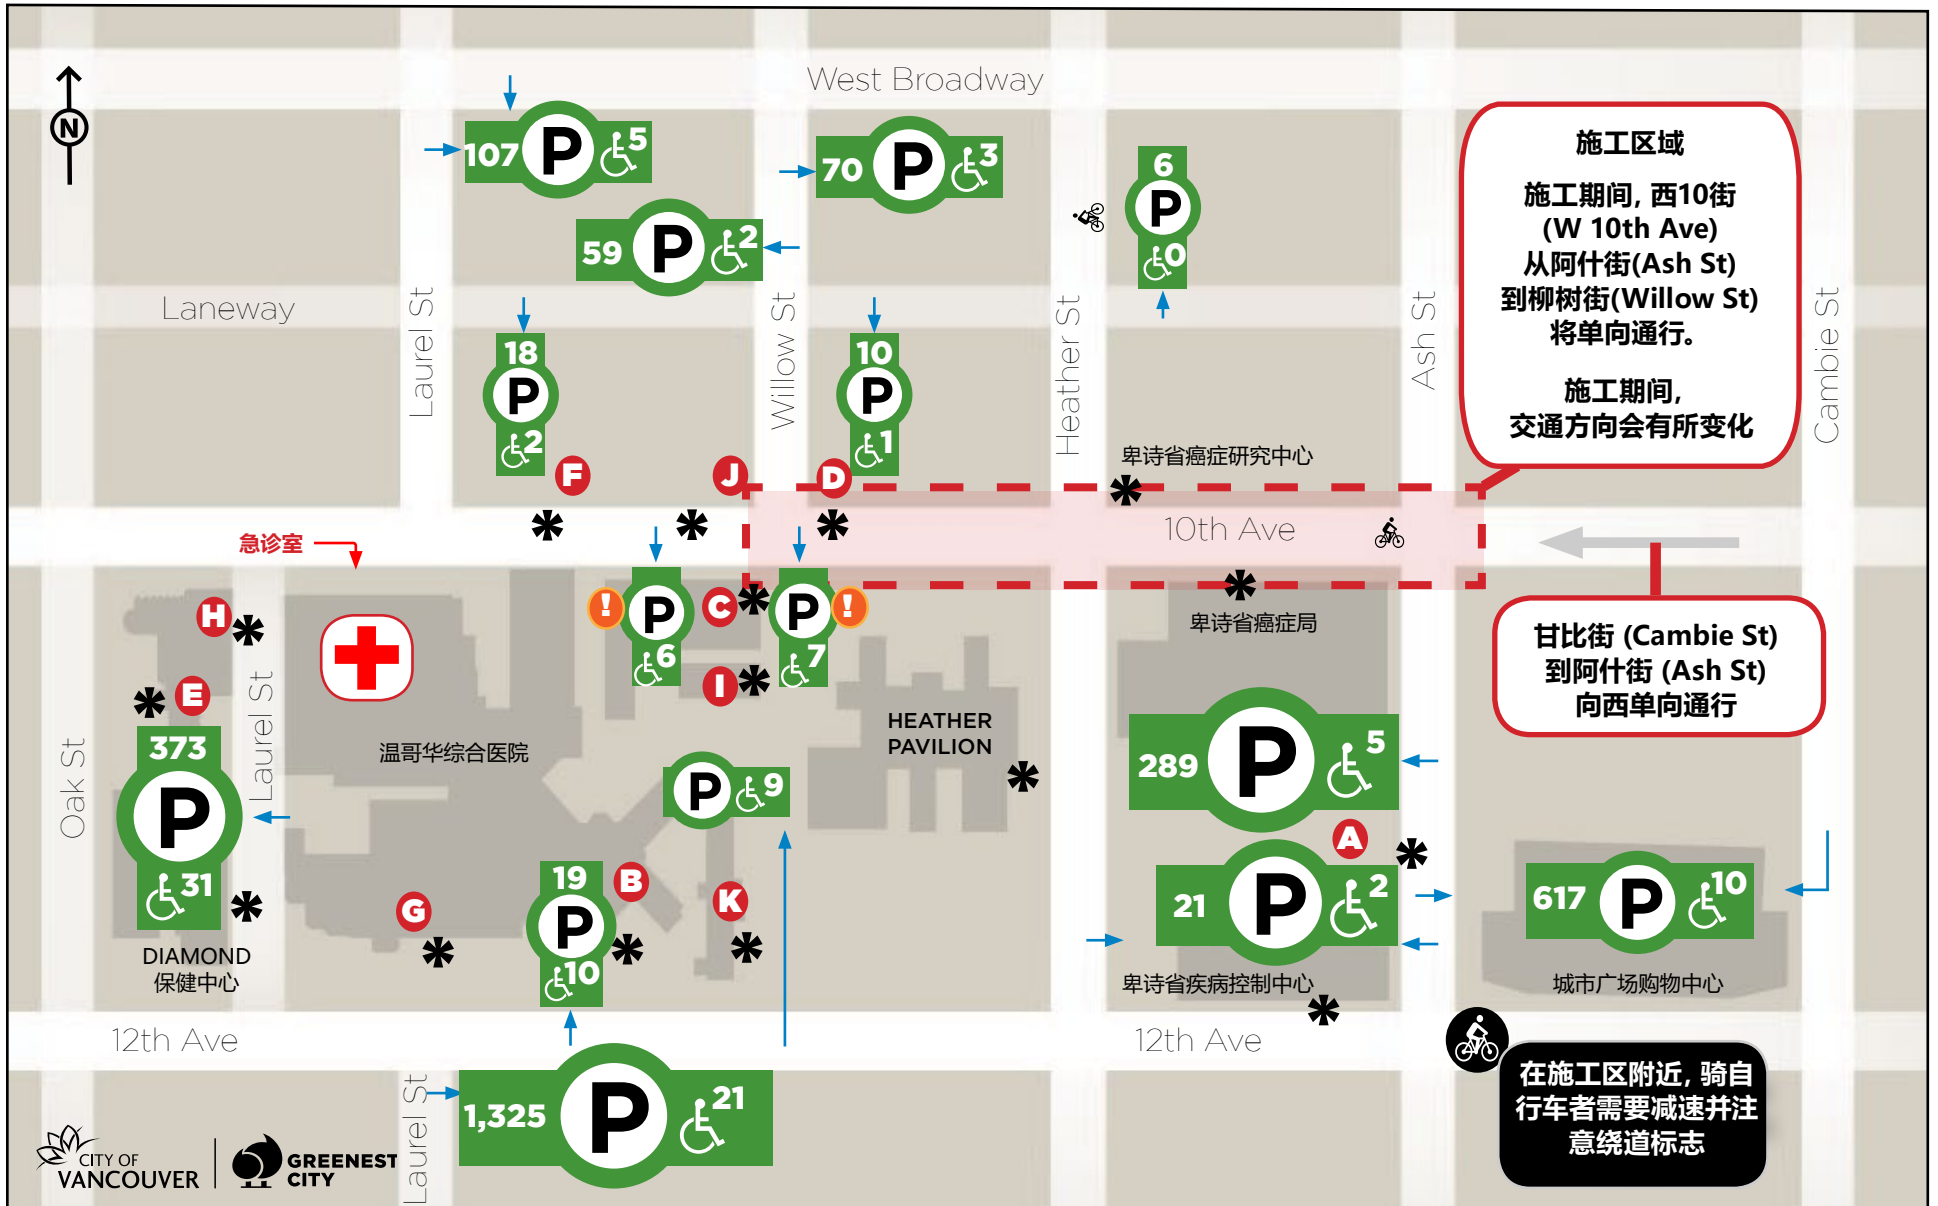 West Broadway
N
107 P 5
70 P 3
6
P
0
59 P 2
施工区域
施工期间, 西10街
(W 10th Ave)
从阿什街(Ash St)
到柳树街(Willow St)
将单向通行。
施工期间,
交通方向会有所变化
Laneway
Laurel St
Willow St
Heather St
Ash St
Cambie St
18
P
2
10
P
1
F
J
D
卑诗省癌症研究中心
10th Ave
急诊室
H
! P
6
C
P !
7
I
卑诗省癌症局
甘比街 (Cambie St)
到阿什街 (Ash St)
向西单向通行
E
Oak St
Laurel St
373
P
31
温哥华综合医院
HEATHER
PAVILION
P 9
289 P 5
A
21 P 2
617 P 10
19
P
10
B
G
K
DIAMOND
保健中心
卑诗省疾病控制中心
城市广场购物中心
12th Ave
12th Ave
Laurel St
1,325 P 21
在施工区附近, 骑自
行车者需要减速并注
意绕道标志
CITY OF
VANCOUVER
GREENEST
CITY